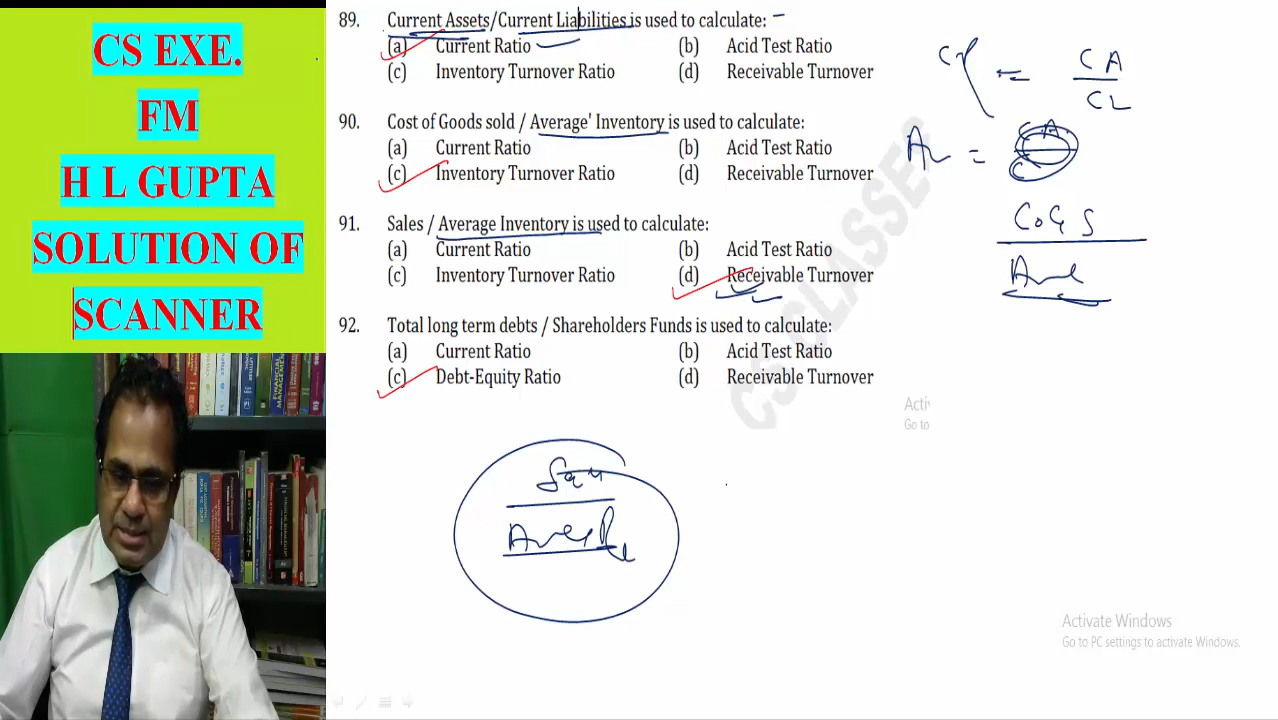 CS EXE.
FM
H L GUPTA
SOLUTION OF
SCANNER
89. Current Assets/Current Liabilities is used to calculate:
(a) Current Ratio (b) Acid Test Ratio
(c) Inventory Turnover Ratio (d) Receivable Turnover
90. Cost of Goods sold / Average' Inventory is used to calculate:
(a) Current Ratio (b) Acid Test Ratio
(c) Inventory Turnover Ratio (d) Receivable Turnover
91. Sales / Average Inventory is used to calculate:
(a) Current Ratio (b) Acid Test Ratio
(c) Inventory Turnover Ratio (d) Receivable Turnover
92. Total long term debts / Shareholders Funds is used to calculate:
(a) Current Ratio (b) Acid Test Ratio
(c) Debt-Equity Ratio (d) Receivable Turnover
= CA
CL
=
COGS
CS CLASSES
Acti
Go to
Activate Windows
Go to PC settings to activate Windows.